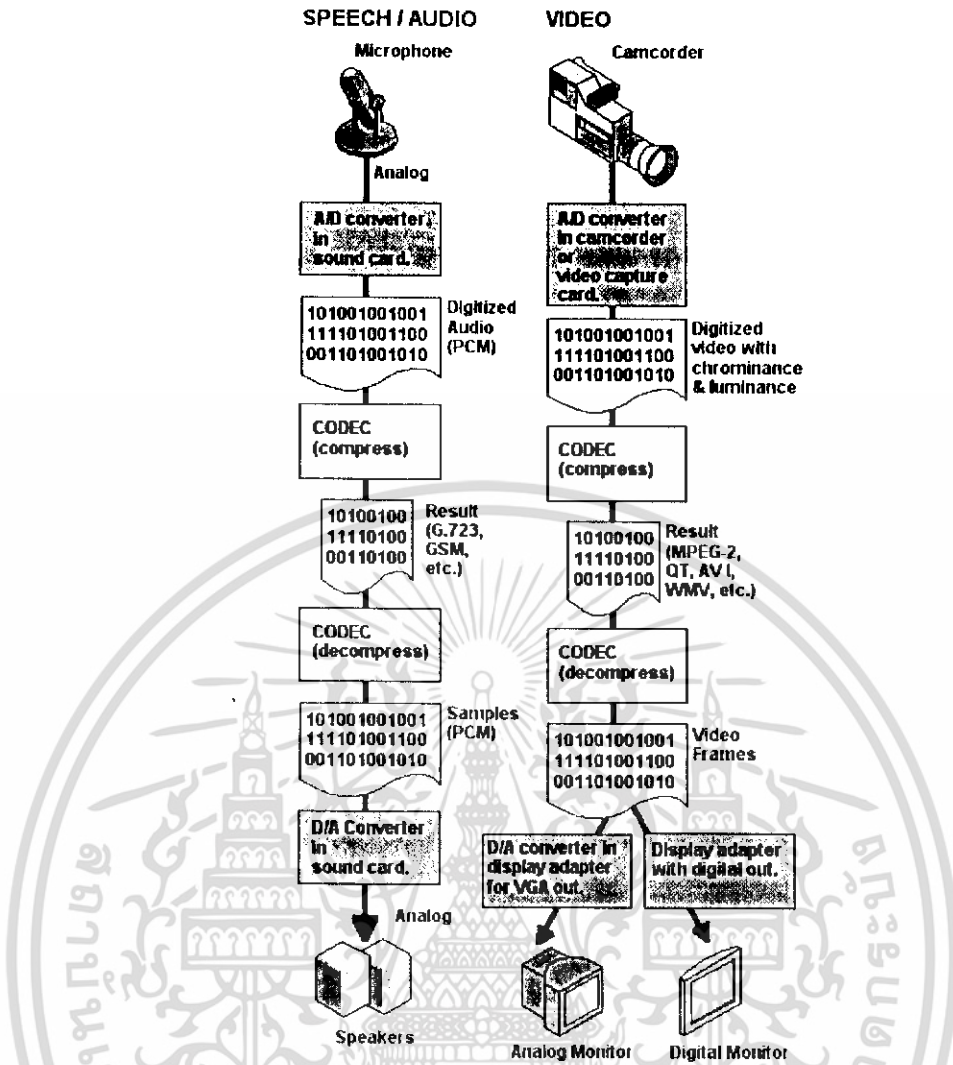 SPEECH / AUDIO
Microphone
Analog
A/D converter
in
sound card.
101001001001
111101001100
001101001010
Digitized
Audio
(PCM)
CODEC
(compress)
10100100
11110100
00110100
Result
(G.723,
GSM,
etc.)
CODEC
(decompress)
101001001001
111101001100
001101001010
Samples
(PCM)
D/A Converter
in
sound card.
Analog
Speakers
VIDEO
Camcorder
A/D converter
in camcorder
or
video capture
card.
101001001001
111101001100
001101001010
Digitized
video with
chrominance
& luminance
CODEC
(compress)
10100100
11110100
00110100
Result
(MPEG-2,
QT, AVI,
WMV, etc.)
CODEC
(decompress)
101001001001
111101001100
001101001010
Video
Frames
D/A converter in
display adapter
for VGA out.
Display adapter
with digital out.
Analog Monitor
Digital Monitor